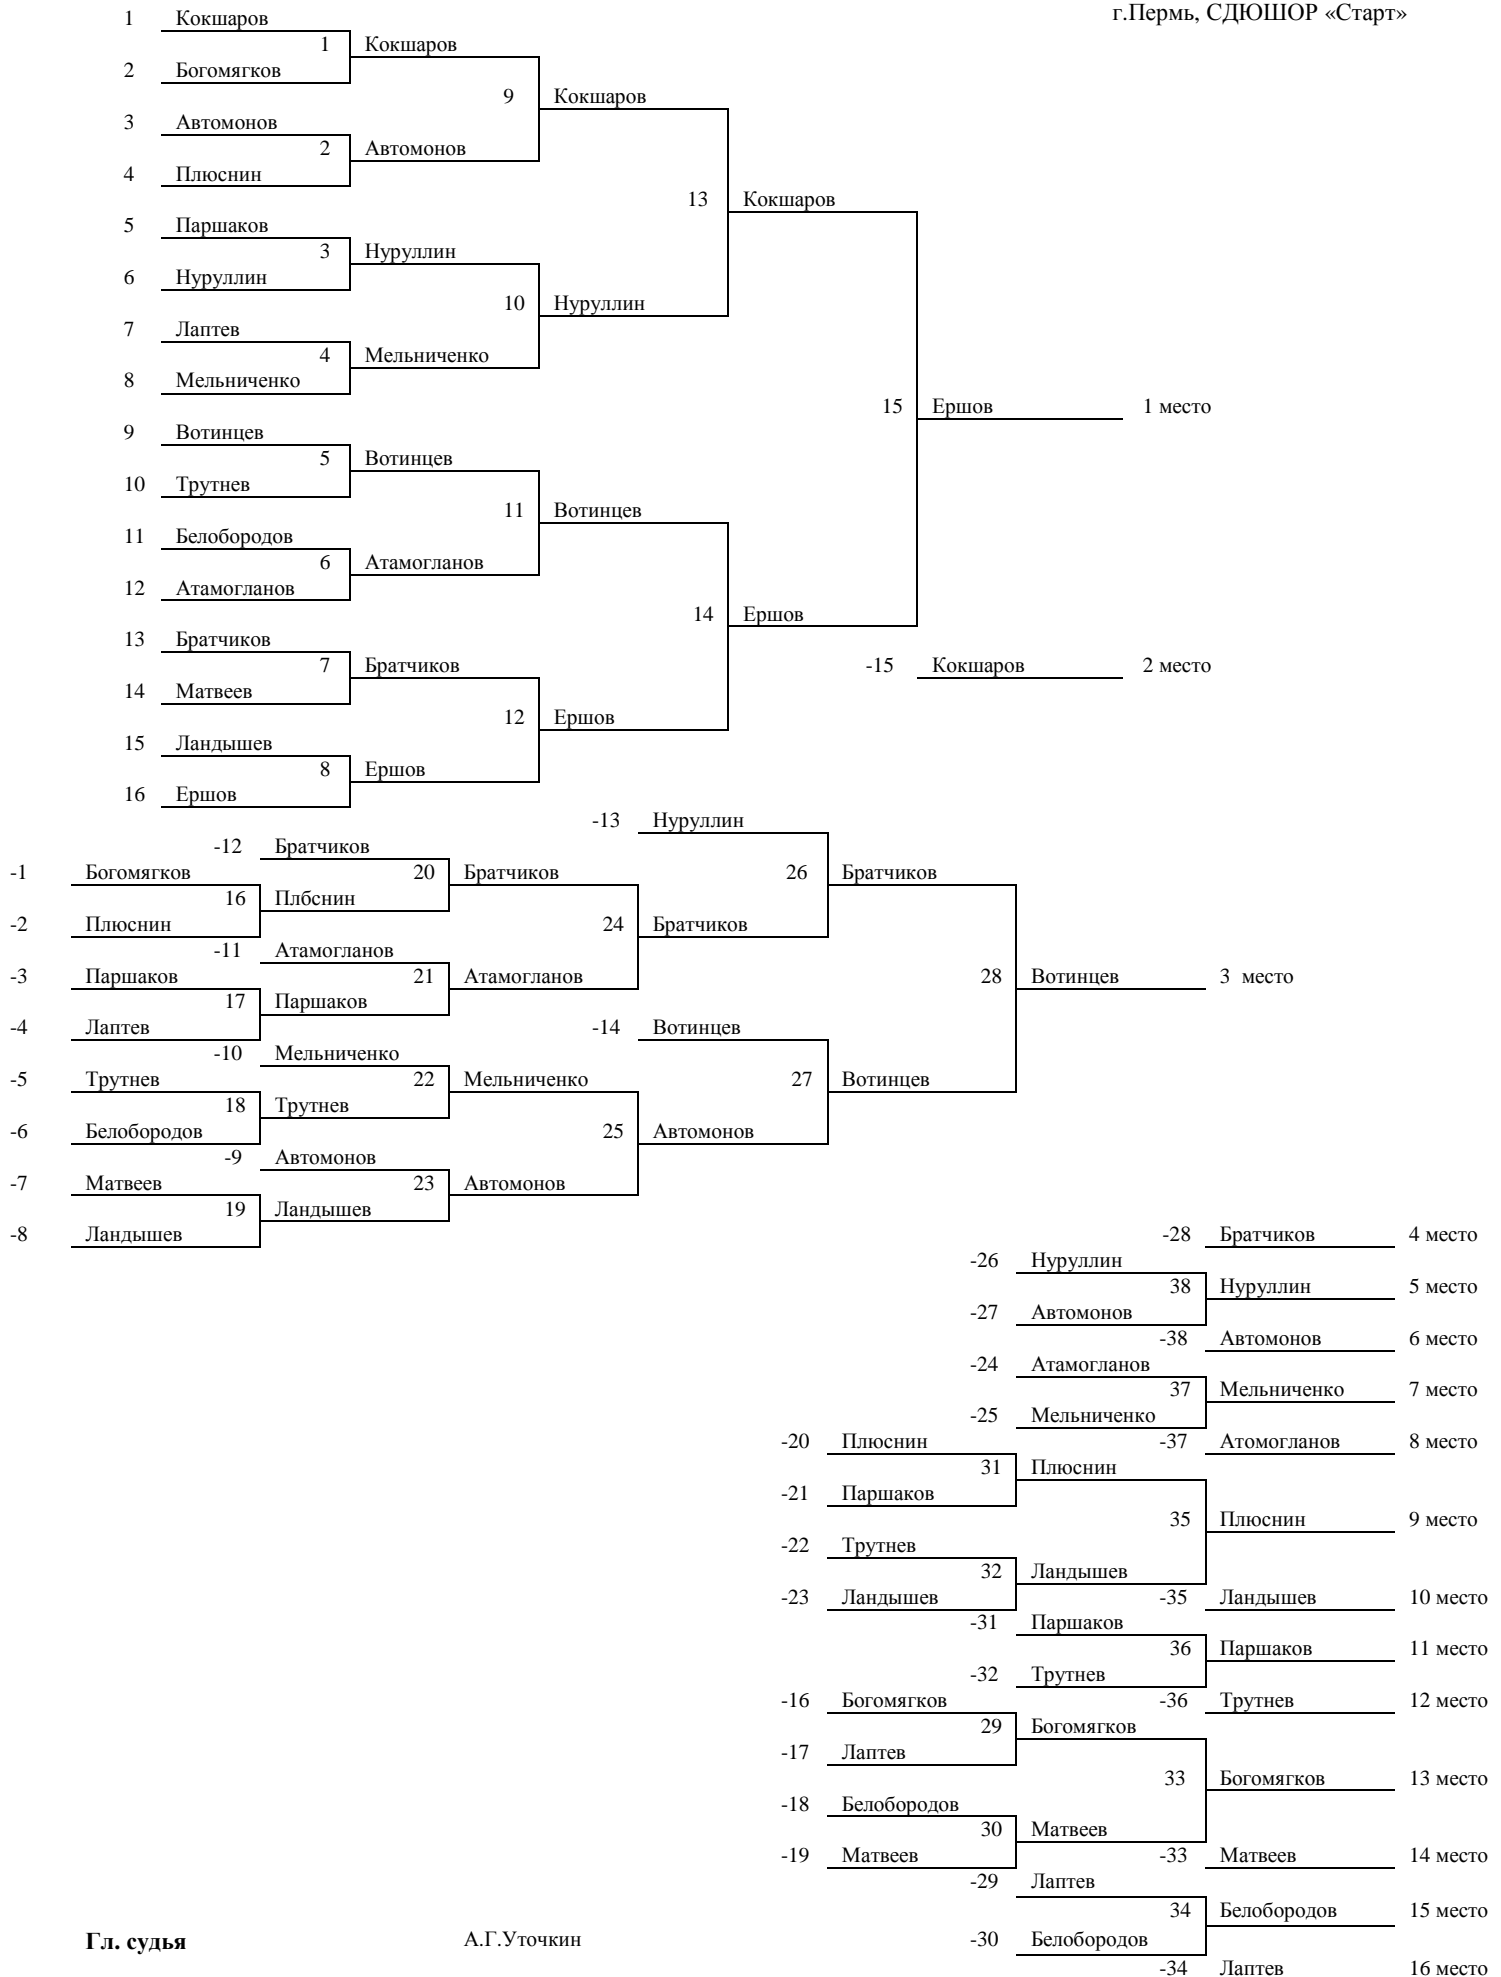 г.Пермь, СДЮШОР «Старт»
1 Кокшаров
1 Кокшаров
2 Богомягков
9 Кокшаров
3 Автомонов
2 Автомонов
4 Плюснин
13 Кокшаров
5 Паршаков
3 Нуруллин
6 Нуруллин
10 Нуруллин
7 Лаптев
4 Мельниченко
8 Мельниченко
15 Ершов 1 место
9 Вотинцев
5 Вотинцев
10 Трутнев
11 Вотинцев
11 Белобородов
6 Атамогланов
12 Атамогланов
14 Ершов
13 Братчиков
7 Братчиков -15 Кокшаров 2 место
14 Матвеев
12 Ершов
15 Ландышев
8 Ершов
16 Ершов
-13 Нуруллин
-12 Братчиков
-1 Богомягков 20 Братчиков 26 Братчиков
16 Плбснин
-2 Плюснин 24 Братчиков
-11 Атамогланов
-3 Паршаков 21 Атамогланов 28 Вотинцев 3 место
17 Паршаков
-4 Лаптев -14 Вотинцев
-10 Мельниченко
-5 Трутнев 22 Мельниченко 27 Вотинцев
18 Трутнев
-6 Белобородов 25 Автомонов
-9 Автомонов
-7 Матвеев 23 Автомонов
19 Ландышев
-8 Ландышев -28 Братчиков 4 место
-26 Нуруллин
38 Нуруллин 5 место
-27 Автомонов
-38 Автомонов 6 место
-24 Атамогланов
37 Мельниченко 7 место
-25 Мельниченко
-20 Плюснин -37 Атомогланов 8 место
31 Плюснин
-21 Паршаков
35 Плюснин 9 место
-22 Трутнев
32 Ландышев
-23 Ландышев -35 Ландышев 10 место
-31 Паршаков
36 Паршаков 11 место
-32 Трутнев
-16 Богомягков -36 Трутнев 12 место
29 Богомягков
-17 Лаптев
33 Богомягков 13 место
-18 Белобородов
30 Матвеев
-19 Матвеев -33 Матвеев 14 место
-29 Лаптев
34 Белобородов 15 место
Гл. судья А.Г.Уточкин -30 Белобородов
-34 Лаптев 16 место